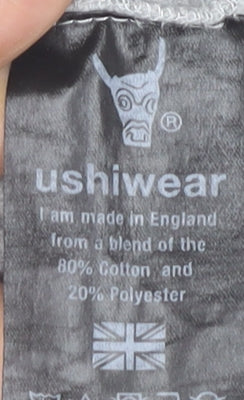 ®
ushiwear
I am made in England
from a blend of the
80% Cotton and
20% Polyester